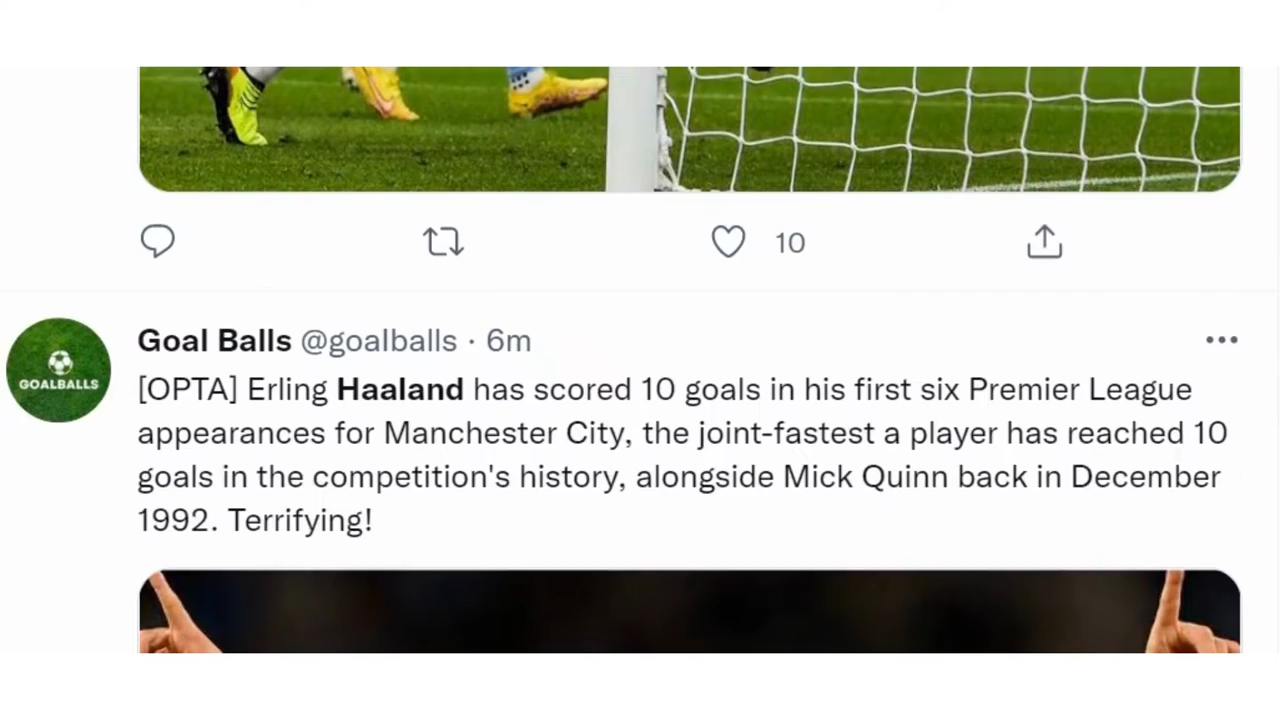 10
Goal Balls @goalballs · 6m
GOALBALLS
[OPTA] Erling Haaland has scored 10 goals in his first six Premier League
appearances for Manchester City, the joint-fastest a player has reached 10
goals in the competition's history, alongside Mick Quinn back in December
1992. Terrifying!